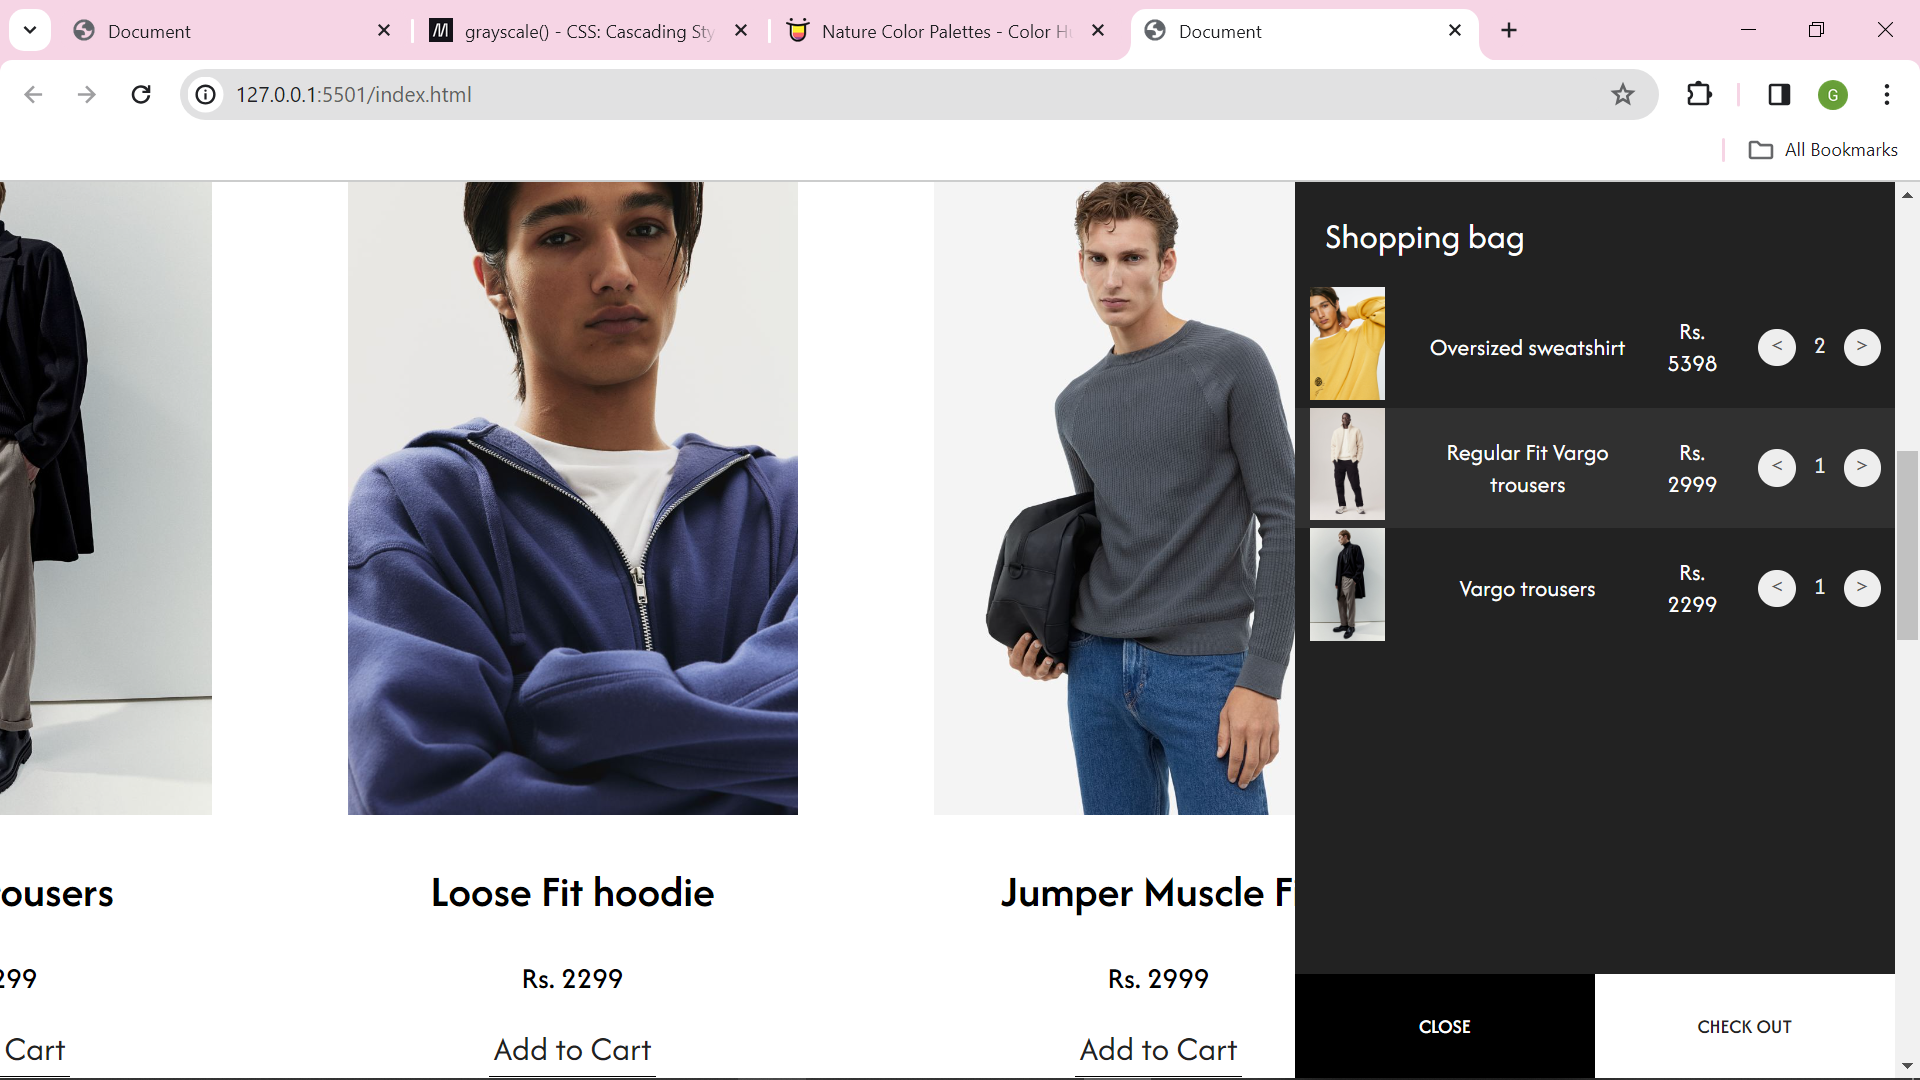 Document
grayscale() - CSS: Cascading Sty
Nature Color Palettes - Color Hu
Document
127.0.0.1:5501/index.html
G
All Bookmarks
Shopping bag
Oversized sweatshirt
Rs.
5398
< 2 >
Regular Fit Vargo
trousers
Rs.
2999
< 1 >
Vargo trousers
Rs.
2299
< 1 >
ousers
Loose Fit hoodie
Jumper Muscle Fi
299
Rs. 2299
Rs. 2999
Cart
Add to Cart
Add to Cart
CLOSE
CHECK OUT